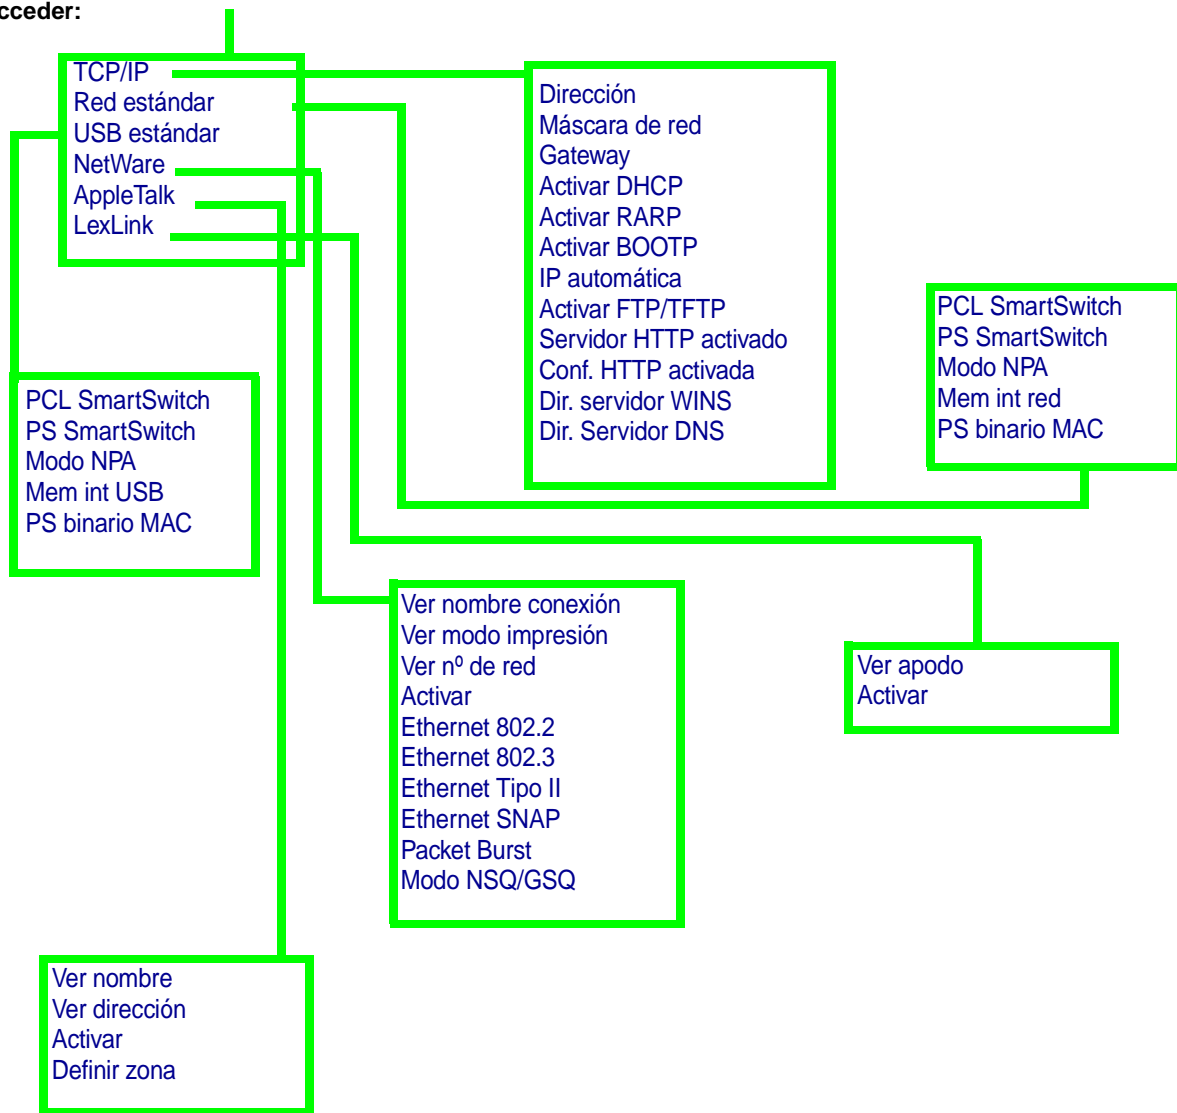 cceder:
TCP/IP
Red estándar
USB estándar
NetWare
AppleTalk
LexLink
Dirección
Máscara de red
Gateway
Activar DHCP
Activar RARP
Activar BOOTP
IP automática
Activar FTP/TFTP
Servidor HTTP activado
Conf. HTTP activada
Dir. servidor WINS
Dir. Servidor DNS
PCL SmartSwitch
PS SmartSwitch
Modo NPA
Mem int red
PS binario MAC
PCL SmartSwitch
PS SmartSwitch
Modo NPA
Mem int USB
PS binario MAC
Ver nombre conexión
Ver modo impresión
Ver nº de red
Activar
Ethernet 802.2
Ethernet 802.3
Ethernet Tipo II
Ethernet SNAP
Packet Burst
Modo NSQ/GSQ
Ver apodo
Activar
Ver nombre
Ver dirección
Activar
Definir zona